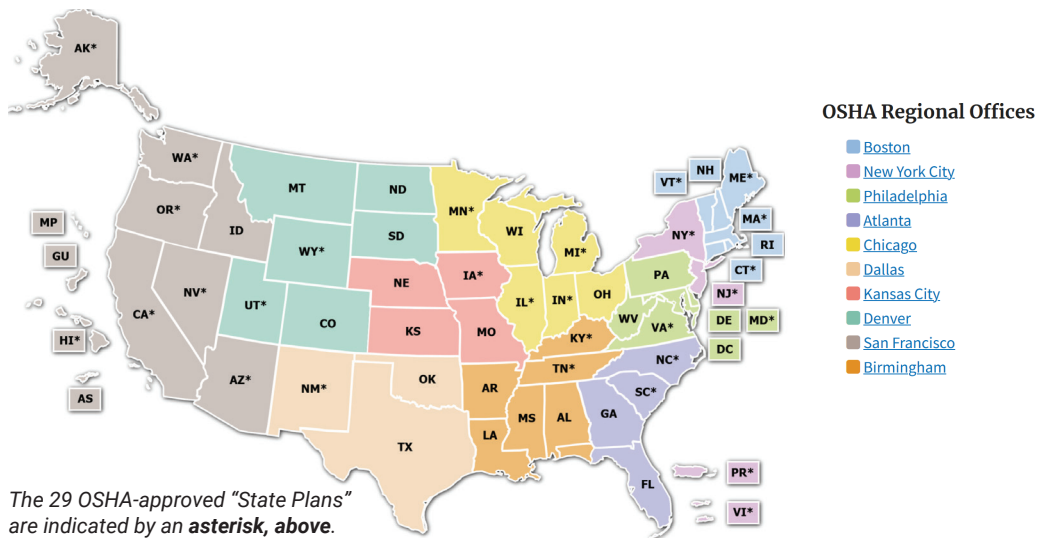 AK*
WA*
MT
ND
MN*
VT*
NH
ME*
OR*
ID
WY*
SD
WI
MI*
NY*
MA*
RI
CT*
MP
GU
NV*
UT*
CO
NE
IA*
IL*
IN*
OH
PA
NJ*
CA*
KS
MO
KY*
WV
VA*
DE
MD*
DC
HI*
AS
AZ*
NM*
OK
AR
TN*
NC*
SC*
TX
LA
MS
AL
GA
FL
PR*
VI*
OSHA Regional Offices
Boston
New York City
Philadelphia
Atlanta
Chicago
Dallas
Kansas City
Denver
San Francisco
Birmingham
The 29 OSHA-approved “State Plans”
are indicated by an asterisk, above.